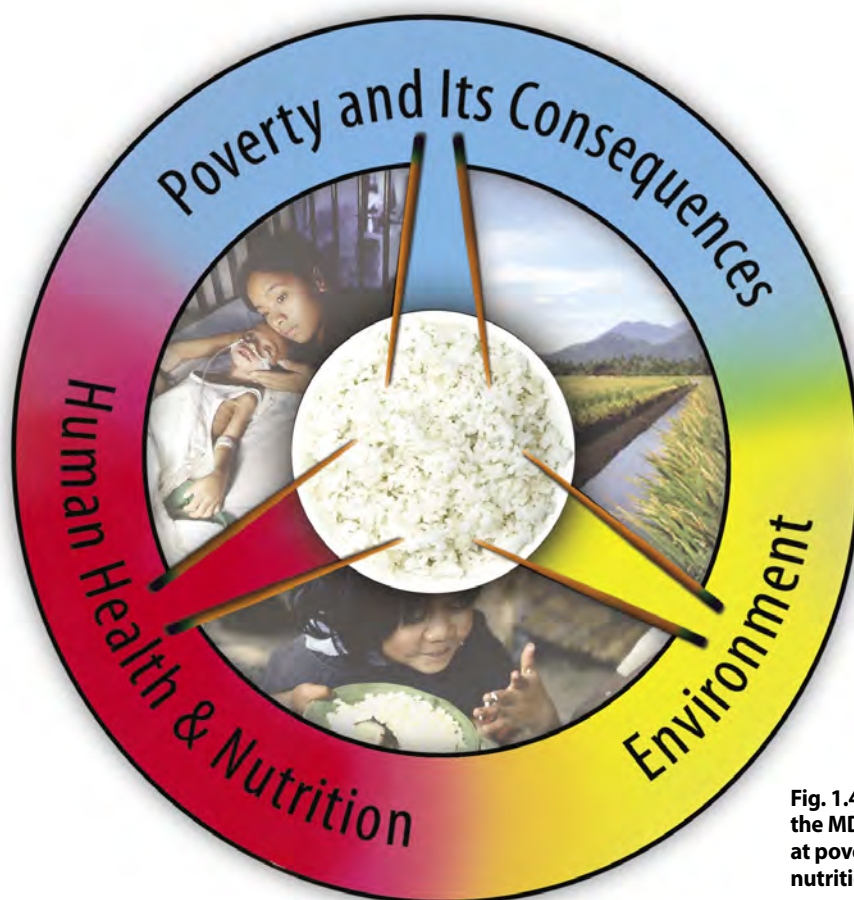 Poverty and Its Consequences
Environment
Human Health & Nutrition
Fig. 1.4
the MD
at pove
nutriti